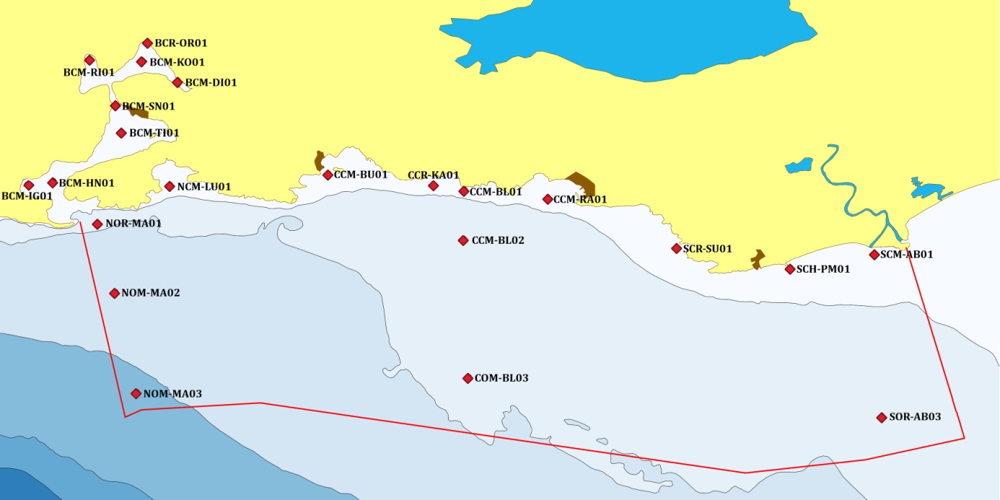 BCR-OR01
BCM-KO01
BCM-RI01
BCM-DI01
BCM-SN01
BCM-TI01
BCM-HN01
BCM-IG01
NCM-LU01
CCM-BU01
CCR-KA01
CCM-BL01
CCM-RA01
NOR-MA01
CCM-BL02
SCR-SU01
SCM-AB01
SCH-PM01
NOM-MA02
COM-BL03
NOM-MA03
SOR-AB03